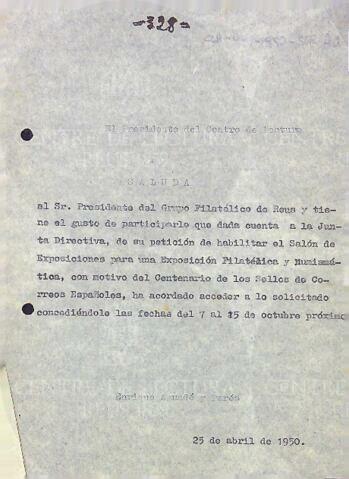 -328-
El Presidente del Centro de Lectura
SALUDA
al Sr. Presidente del Grupo Filatélico de Reus y tie-
ne el gusto de participarle que dada cuenta a la Jun-
ta Directiva, de su petición de habilitar el Salón de
Exposiciones para una Exposición Filatélica y Numismá-
tica, con motivo del Centenario de los Sellos de Co-
rreos Españoles, ha acordado acceder a lo solicitado
concediéndole las fechas del 7 al 15 de octubre próximo
Enrique Aguadé y Parés
25 de abril de 1950.